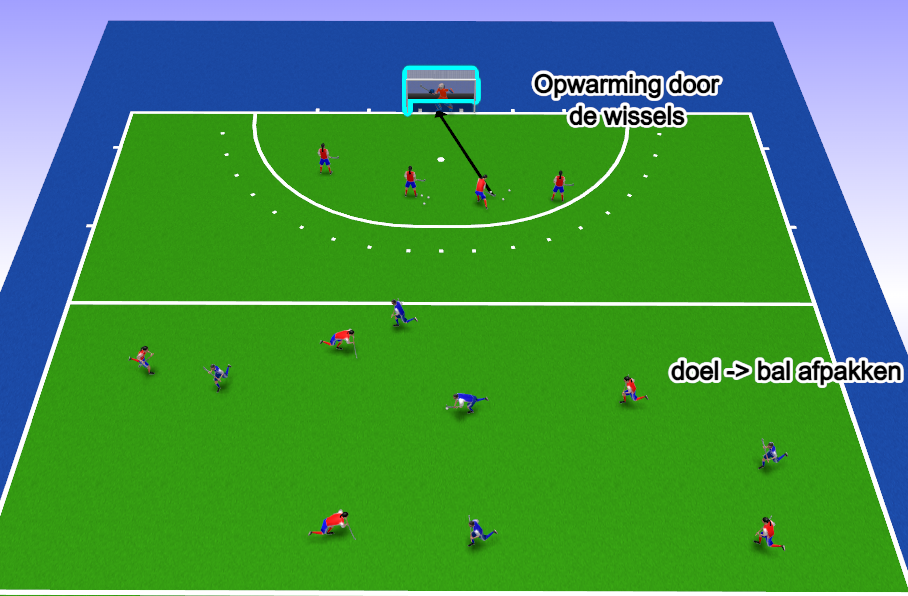 Opwarming door
de wissels
doel -> bal afpakken